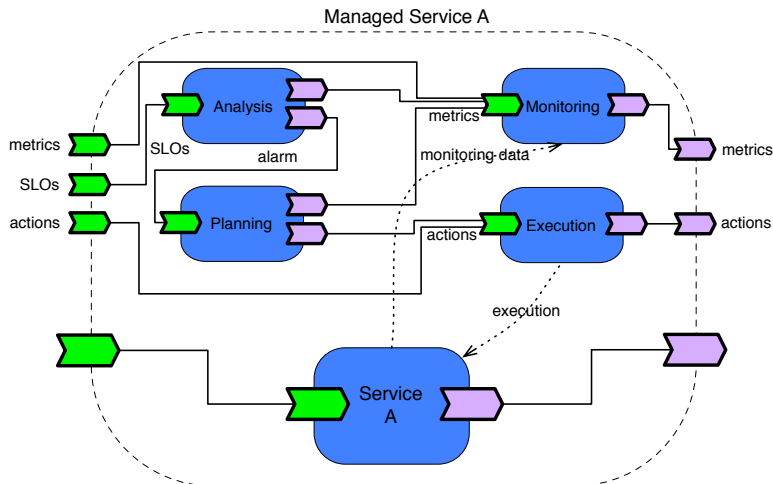 Managed Service A
Analysis
Monitoring
metrics
metrics
SLOs
metrics
alarm
monitoring data
SLOs
actions
Planning
actions
Execution
actions
execution
Service
A